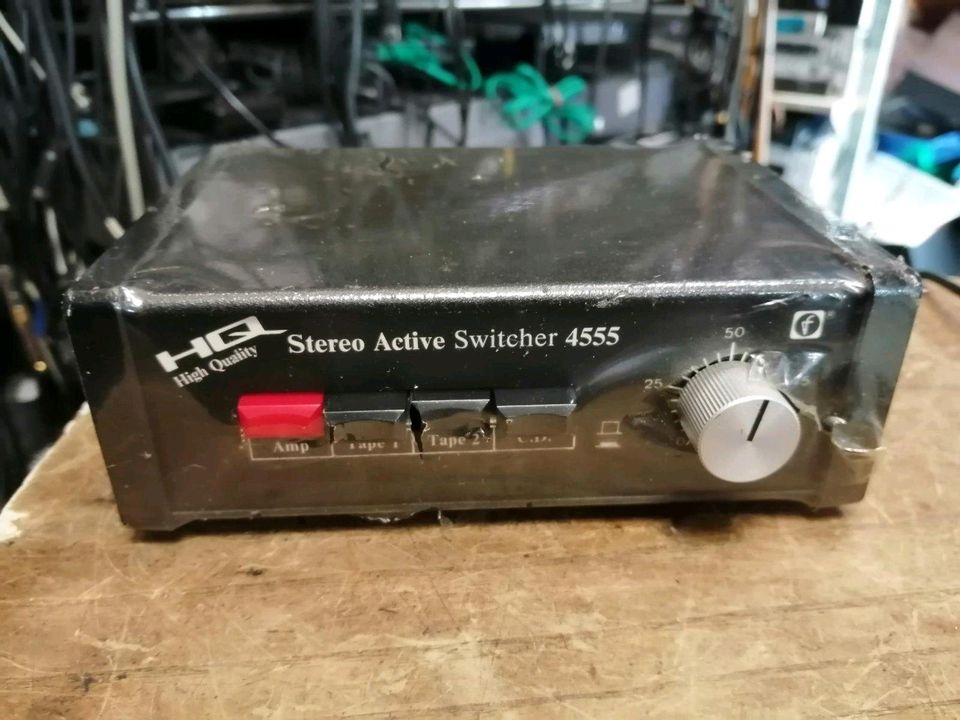 HQ
High Quality
Stereo Active Switcher 4555
Amp
Tape 1
Tape 2
C.D.
25
50
f